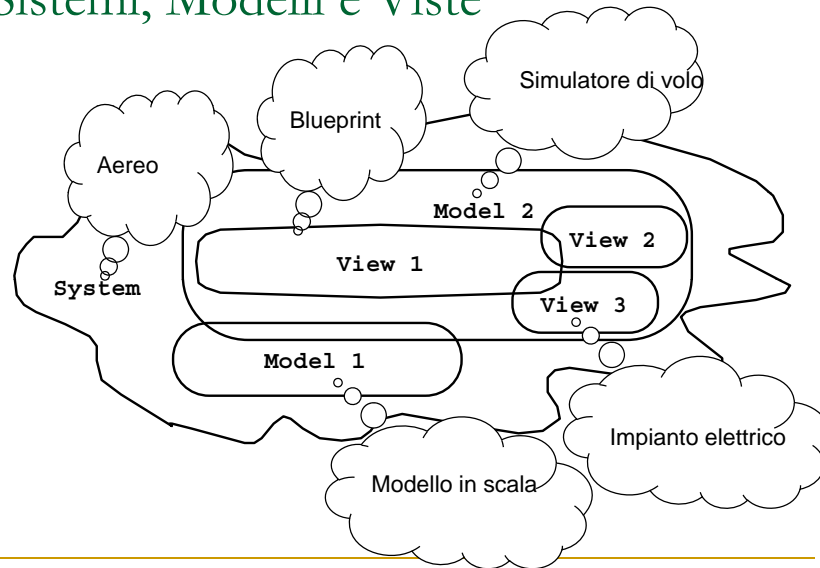 Sistemi, Modelli e Viste
Simulatore di volo
Blueprint
Aereo
Model 2
View 2
View 1
System
View 3
Model 1
Impianto elettrico
Modello in scala